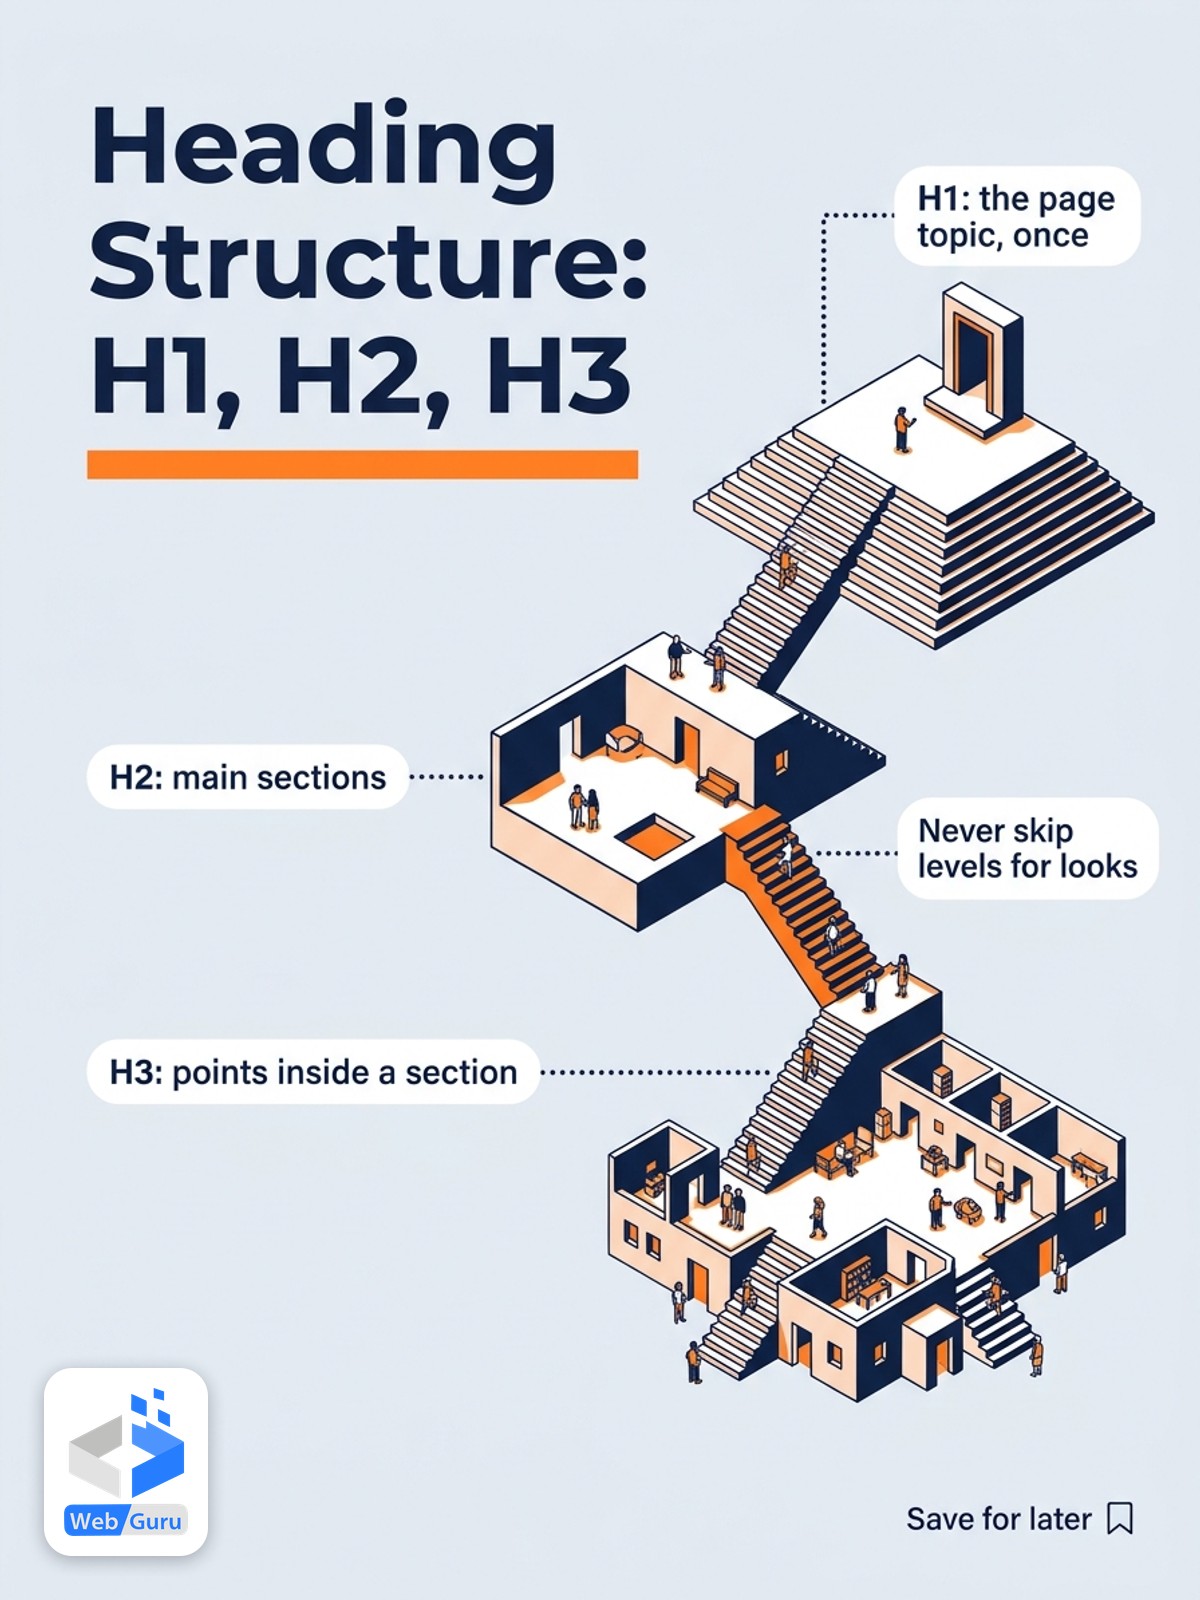 Heading
Structure:
H1, H2, H3
H1: the page
topic, once
H2: main sections
Never skip
levels for looks
H3: points inside a section
Web Guru
Save for later